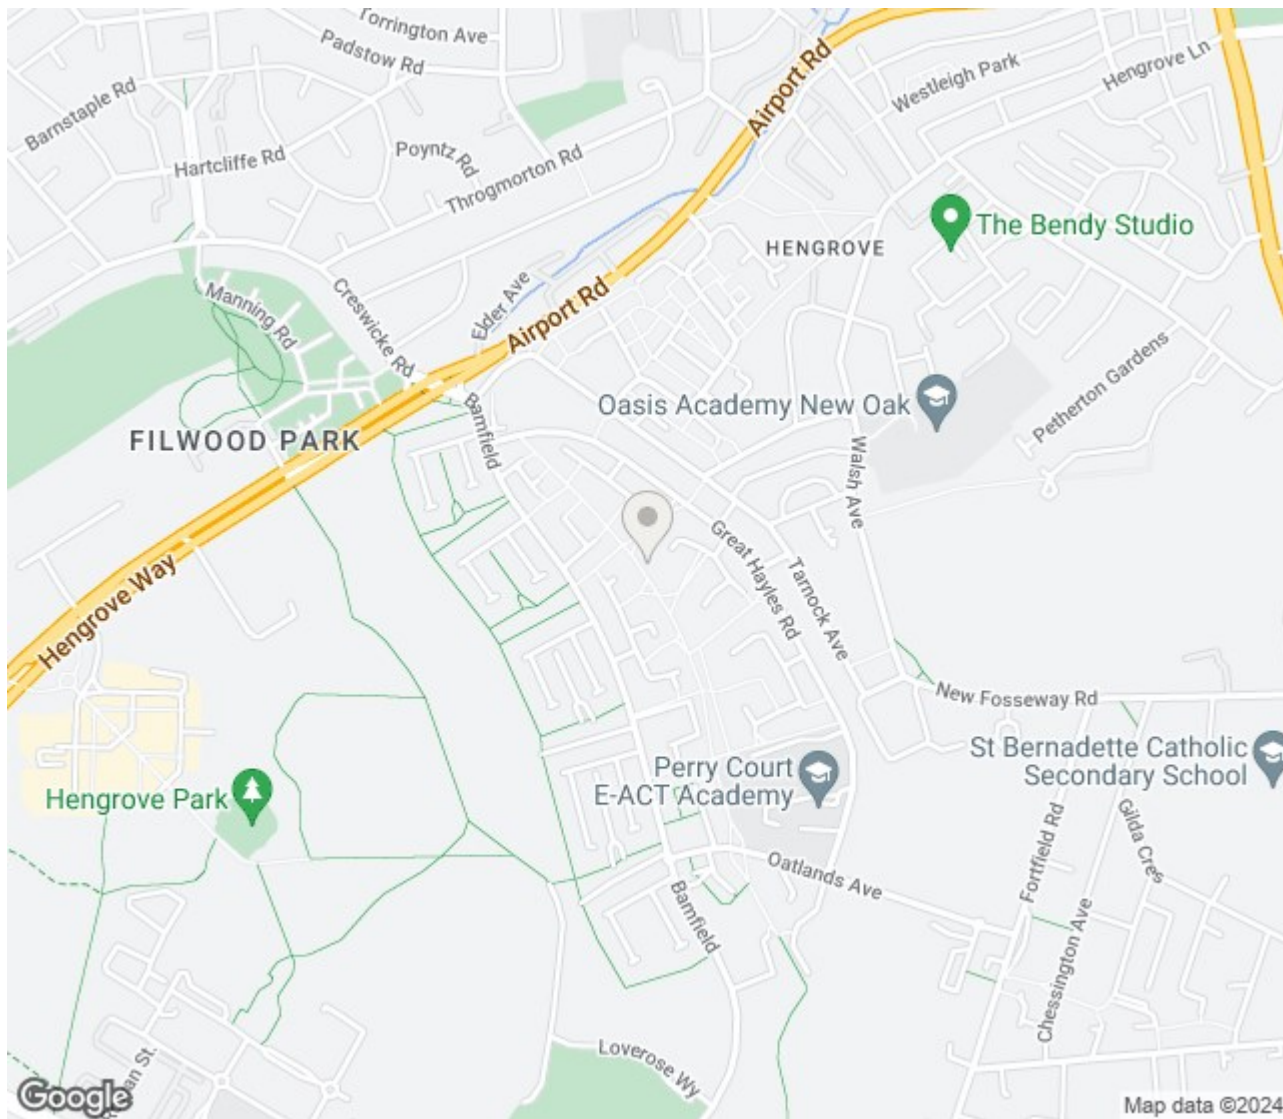 Torrington Ave
Padstow Rd
Airport Rd
Westleigh Park
Hengrove Ln
Barnstaple Rd
Hartcliffe Rd
Poyntz Rd
Throgmorton Rd
The Bendy Studio
HENGROVE
Manning Rd
Creswicke Rd
Elder Ave
Airport Rd
Petherton Gardens
Oasis Academy New Oak
FILWOOD PARK
Bamfield
Walsh Ave
Great Hayles Rd
Tarnock Ave
Hengrove Way
New Fosseway Rd
St Bernadette Catholic
Secondary School
Perry Court
E-ACT Academy
Hengrove Park
Gilda Cres
Fortfield Rd
Oatlands Ave
Bamfield
Chessington Ave
Loverose Wy
St.
Google
Map data ©2024